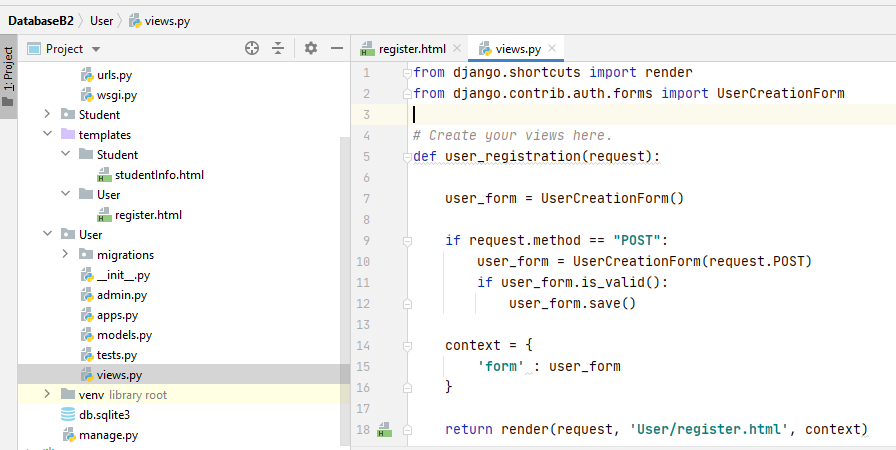 DatabaseB2 User views.py
1: Project
Project
urls.py
wsgi.py
Student
templates
Student
studentInfo.html
User
register.html
User
migrations
__init__.py
admin.py
apps.py
models.py
tests.py
views.py
venv library root
db.sqlite3
manage.py
register.html views.py
1 from django.shortcuts import render
2 from django.contrib.auth.forms import UserCreationForm
3
4 # Create your views here.
5 def user_registration(request):
6
7 user_form = UserCreationForm()
8
9 if request.method == "POST":
10 user_form = UserCreationForm(request.POST)
11 if user_form.is_valid():
12 user_form.save()
13
14 context = {
15 'form' : user_form
16 }
17
18 return render(request, 'User/register.html', context)